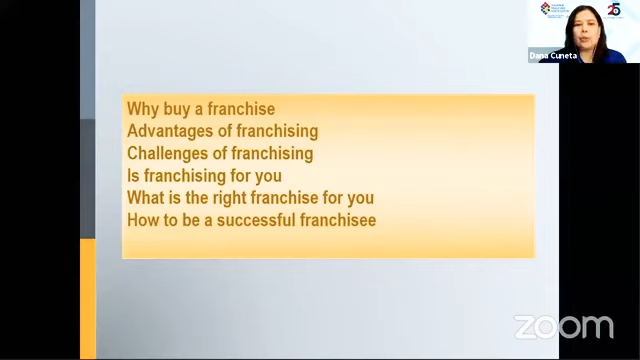 Why buy a franchise
Advantages of franchising
Challenges of franchising
Is franchising for you
What is the right franchise for you
How to be a successful franchisee
25
Dana Cuneta
zoom